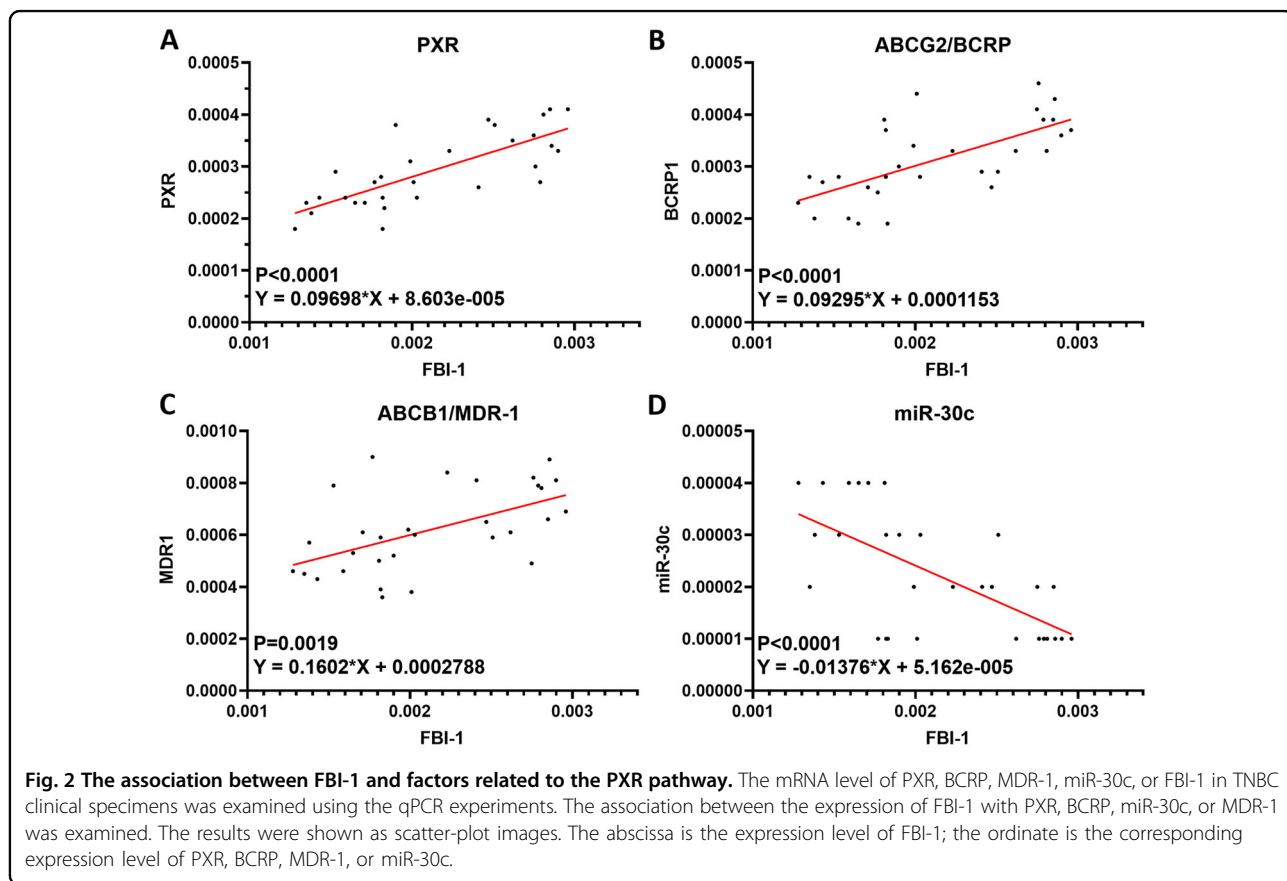 A
PXR
0.0005
0.0004
0.0003
0.0002
0.0001
0.0000
PXR
P<0.0001
Y = 0.09698*X + 8.603e-005
0.001 0.002 0.003
FBI-1
B
ABCG2/BCRP
0.0005
0.0004
0.0003
0.0002
0.0001
0.0000
BCRP1
P<0.0001
Y = 0.09295*X + 0.0001153
0.001 0.002 0.003
FBI-1
C
ABCB1/MDR-1
0.0010
0.0008
0.0006
0.0004
0.0002
0.0000
MDR1
P=0.0019
Y = 0.1602*X + 0.0002788
0.001 0.002 0.003
FBI-1
D
miR-30c
0.00005
0.00004
0.00003
0.00002
0.00001
0.00000
miR-30c
P<0.0001
Y = -0.01376*X + 5.162e-005
0.001 0.002 0.003
FBI-1
Fig. 2 The association between FBI-1 and factors related to the PXR pathway. The mRNA level of PXR, BCRP, MDR-1, miR-30c, or FBI-1 in TNBC
clinical specimens was examined using the qPCR experiments. The association between the expression of FBI-1 with PXR, BCRP, miR-30c, or MDR-1
was examined. The results were shown as scatter-plot images. The abscissa is the expression level of FBI-1; the ordinate is the corresponding
expression level of PXR, BCRP, MDR-1, or miR-30c.